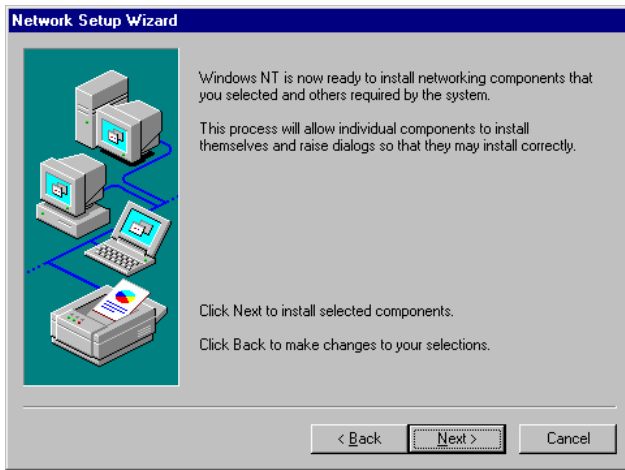 Network Setup Wizard
Windows NT is now ready to install networking components that
you selected and others required by the system.
This process will allow individual components to install
themselves and raise dialogs so that they may install correctly.
Click Next to install selected components.
Click Back to make changes to your selections.
< Back
Next >
Cancel